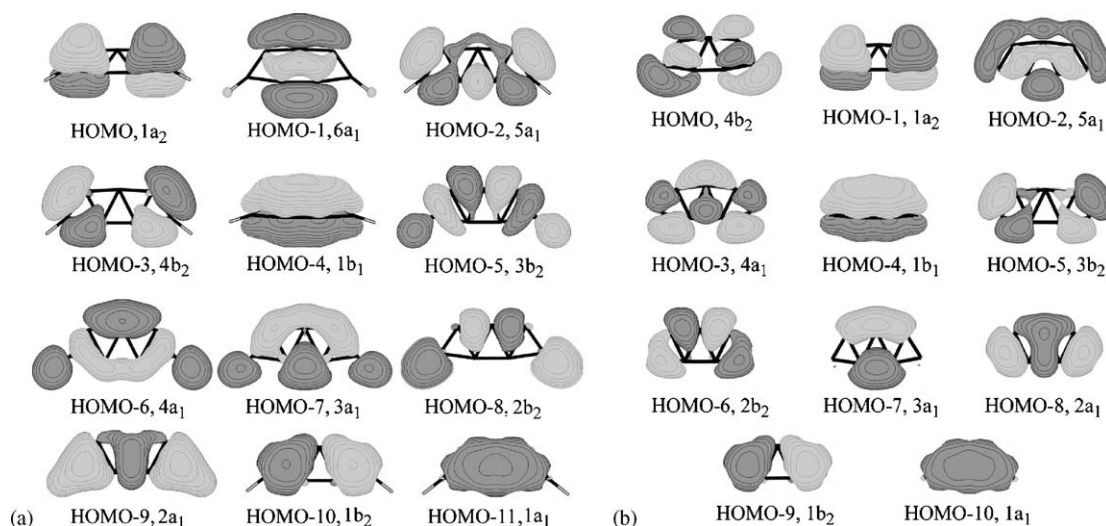 HOMO, 1a₂ HOMO-1, 6a₁ HOMO-2, 5a₁
HOMO-3, 4b₂ HOMO-4, 1b₁ HOMO-5, 3b₂
HOMO-6, 4a₁ HOMO-7, 3a₁ HOMO-8, 2b₂
(a) HOMO-9, 2a₁ HOMO-10, 1b₂ HOMO-11, 1a₁
HOMO, 4b₂ HOMO-1, 1a₂ HOMO-2, 5a₁
HOMO-3, 4a₁ HOMO-4, 1b₁ HOMO-5, 3b₂
HOMO-6, 2b₂ HOMO-7, 3a₁ HOMO-8, 2a₁
(b) HOMO-9, 1b₂ HOMO-10, 1a₁